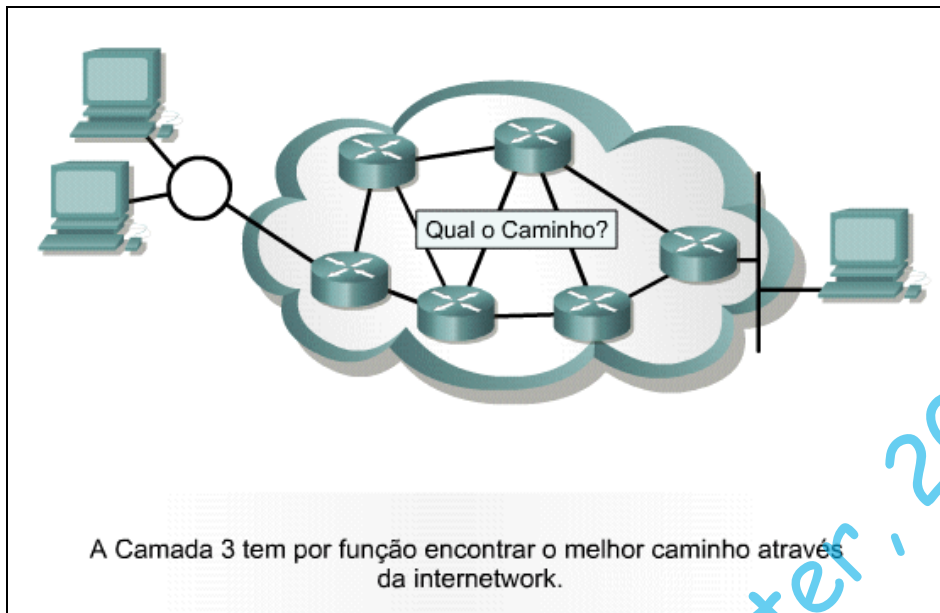 Qual o Caminho?
A Camada 3 tem por função encontrar o melhor caminho através
da internetwork.